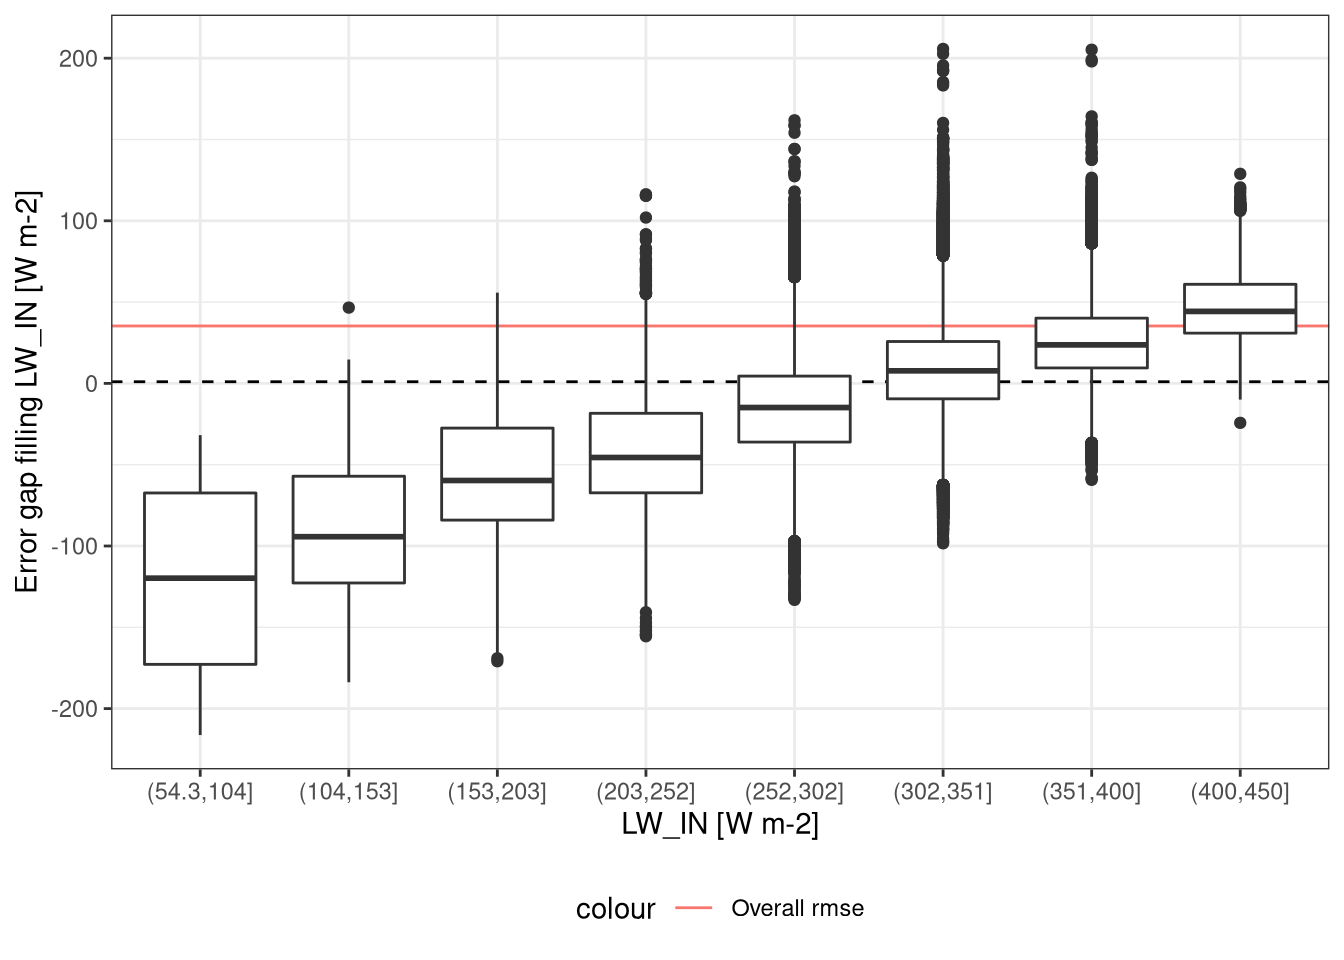 Error gap filling LW_IN [W m-2]
200
100
0
-100
-200
(54.3,104] (104,153] (153,203] (203,252] (252,302] (302,351] (351,400] (400,450]
LW_IN [W m-2]
colour Overall rmse